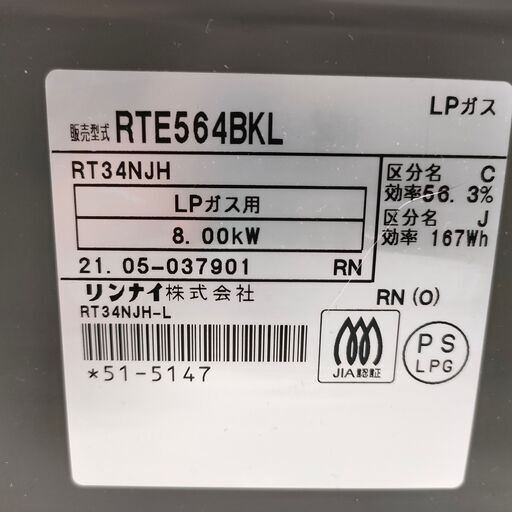 LPガス
販売型式 RTE564BKL
RT34NJH
LPガス用
8.00kW
21.05-037901 RN
区分名 C
効率56.3%
区分名 J
効率 167Wh
リンナイ株式会社
RN(O)
RT34NJH-L
*51-5147
JIA認証
PS
LPG